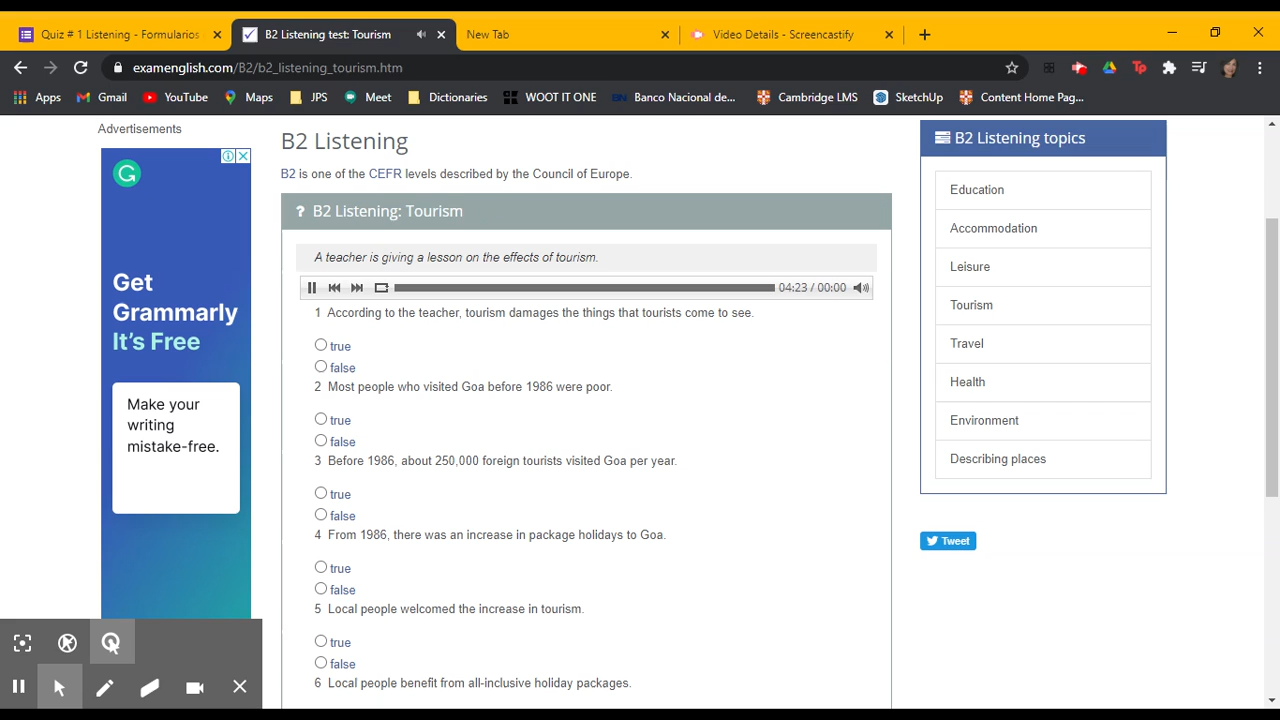 Quiz # 1 Listening - Formularios
B2 Listening test: Tourism
New Tab
Video Details - Screencastify
examenglish.com/B2/b2_listening_tourism.htm
Apps
Gmail
YouTube
Maps
JPS
Meet
Dictionaries
WOOT IT ONE
BN Banco Nacional de...
Cambridge LMS
SketchUp
Content Home Pag...
Advertisements
Get
Grammarly
It's Free
Make your
writing
mistake-free.
B2 Listening
B2 is one of the CEFR levels described by the Council of Europe.
? B2 Listening: Tourism
A teacher is giving a lesson on the effects of tourism.
04:23 / 00:00
1 According to the teacher, tourism damages the things that tourists come to see.
true
false
2 Most people who visited Goa before 1986 were poor.
true
false
3 Before 1986, about 250,000 foreign tourists visited Goa per year.
true
false
4 From 1986, there was an increase in package holidays to Goa.
true
false
5 Local people welcomed the increase in tourism.
true
false
6 Local people benefit from all-inclusive holiday packages.
B2 Listening topics
Education
Accommodation
Leisure
Tourism
Travel
Health
Environment
Describing places
Tweet